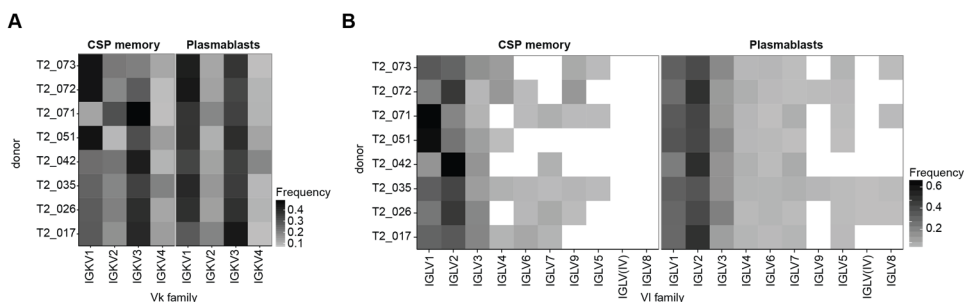 A
CSP memory Plasmablasts
T2_073
T2_072
T2_071
T2_051
T2_042
T2_035
T2_026
T2_017
donor
IGKV1 IGKV2 IGKV3 IGKV4 IGKV1 IGKV2 IGKV3 IGKV4
Vk family
Frequency
0.4
0.3
0.2
0.1
B
CSP memory Plasmablasts
T2_073
T2_072
T2_071
T2_051
T2_042
T2_035
T2_026
T2_017
donor
IGLV1 IGLV2 IGLV3 IGLV4 IGLV6 IGLV7 IGLV9 IGLV5 IGLV(IV) IGLV8 IGLV1 IGLV2 IGLV3 IGLV4 IGLV6 IGLV7 IGLV9 IGLV5 IGLV(IV) IGLV8
Vl family
Frequency
0.6
0.4
0.2